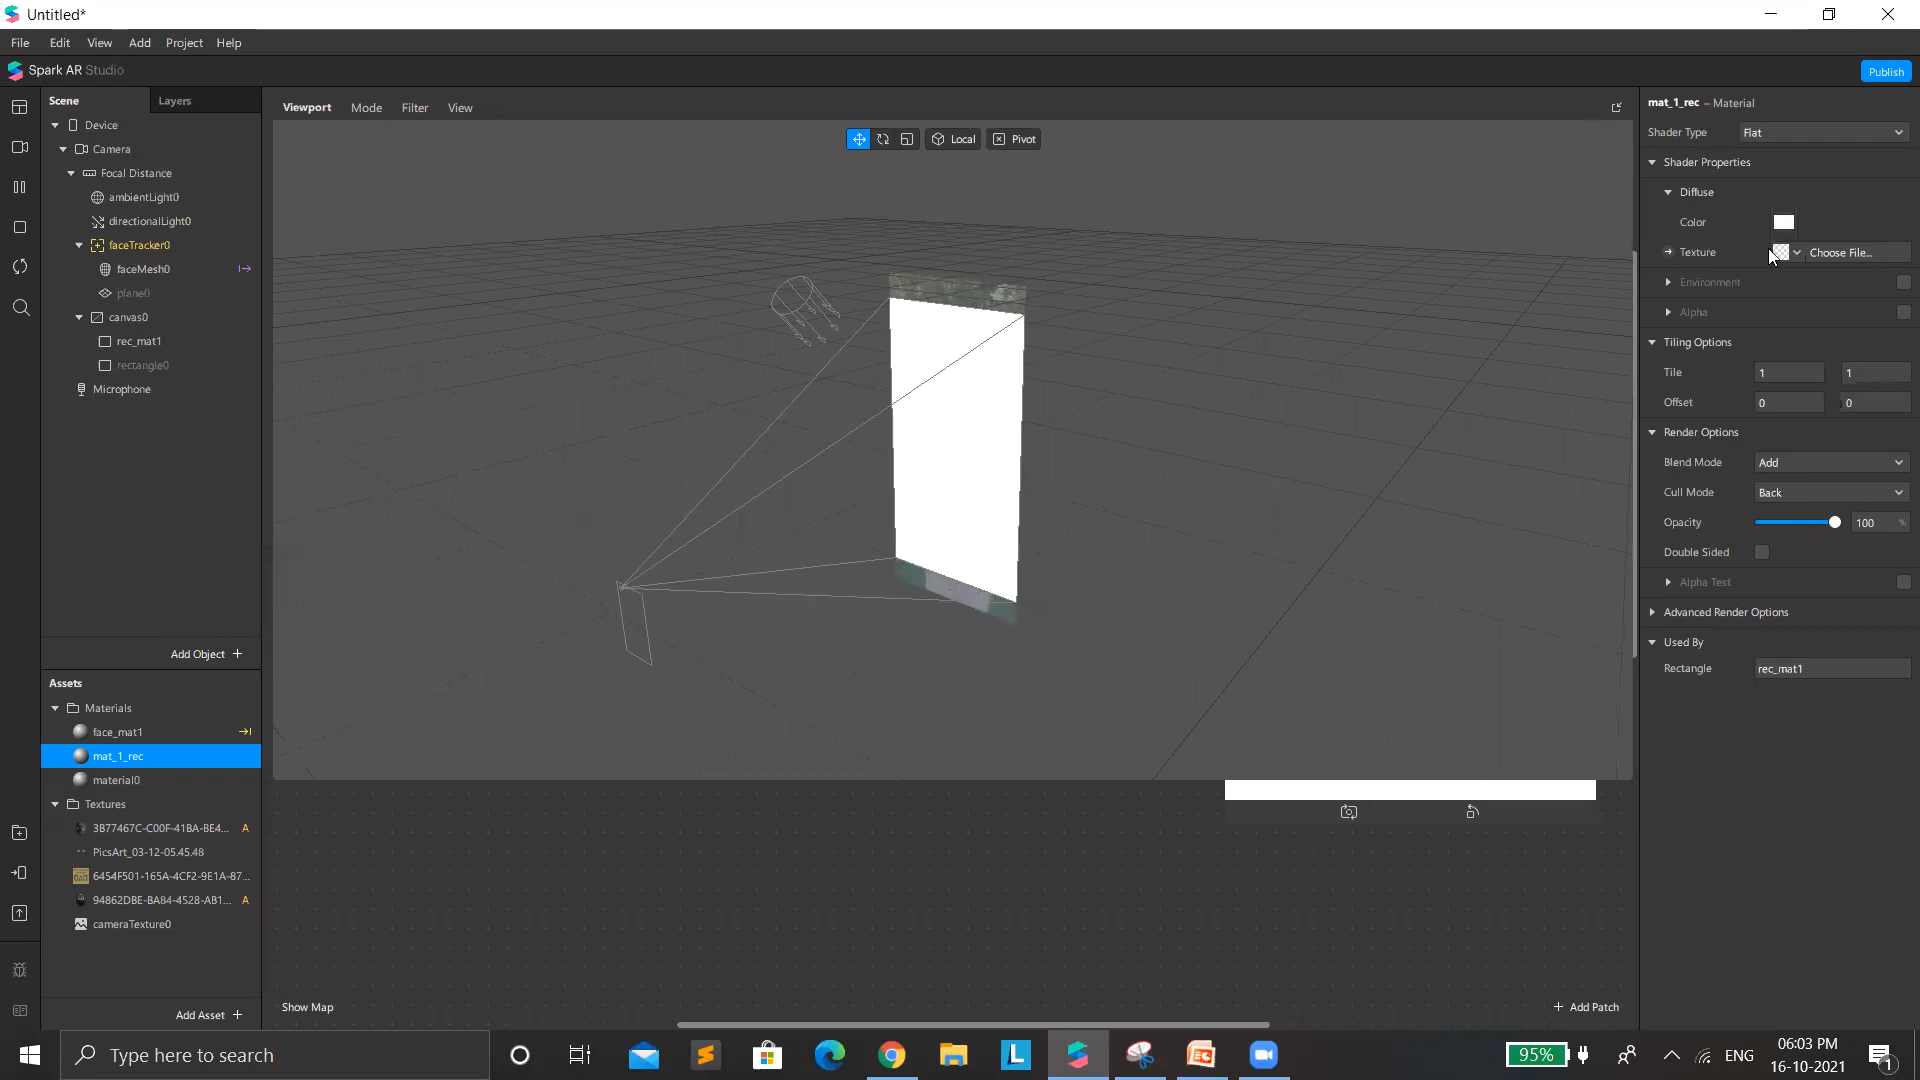 Untitled*
File Edit View Add Project Help
Spark AR Studio
Publish
Scene Layers
Device
Camera
Focal Distance
ambientLight0
directionalLight0
faceTracker0
faceMesh0
plane0
canvas0
rec_mat1
rectangle0
Microphone
Add Object +
Assets
Materials
face_mat1
mat_1_rec
material0
Textures
3B77467C-C00F-41BA-BE4... A
PicsArt_03-12-05.45.48
6454F501-165A-4CF2-9E1A-87...
94862DBE-BA84-4528-AB1... A
cameraTexture0
Add Asset +
Viewport Mode Filter View
Local Pivot
Show Map
+ Add Patch
mat_1_rec – Material
Shader Type Flat
Shader Properties
Diffuse
Color
Texture Choose File...
Environment
Alpha
Tiling Options
Tile 1 1
Offset 0 0
Render Options
Blend Mode Add
Cull Mode Back
Opacity 100 %
Double Sided
Alpha Test
Advanced Render Options
Used By
Rectangle rec_mat1
Type here to search
95%
ENG
06:03 PM
16-10-2021
1